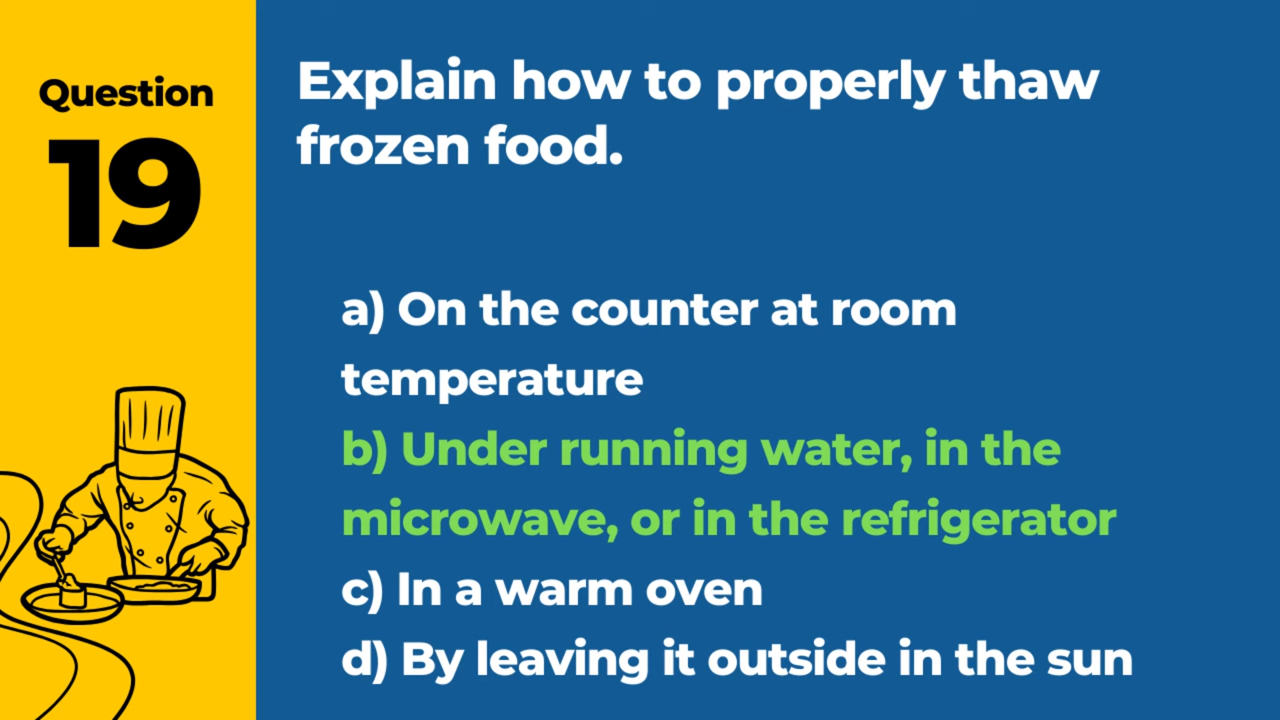 Question
19
Explain how to properly thaw
frozen food.
a) On the counter at room
temperature
b) Under running water, in the
microwave, or in the refrigerator
c) In a warm oven
d) By leaving it outside in the sun